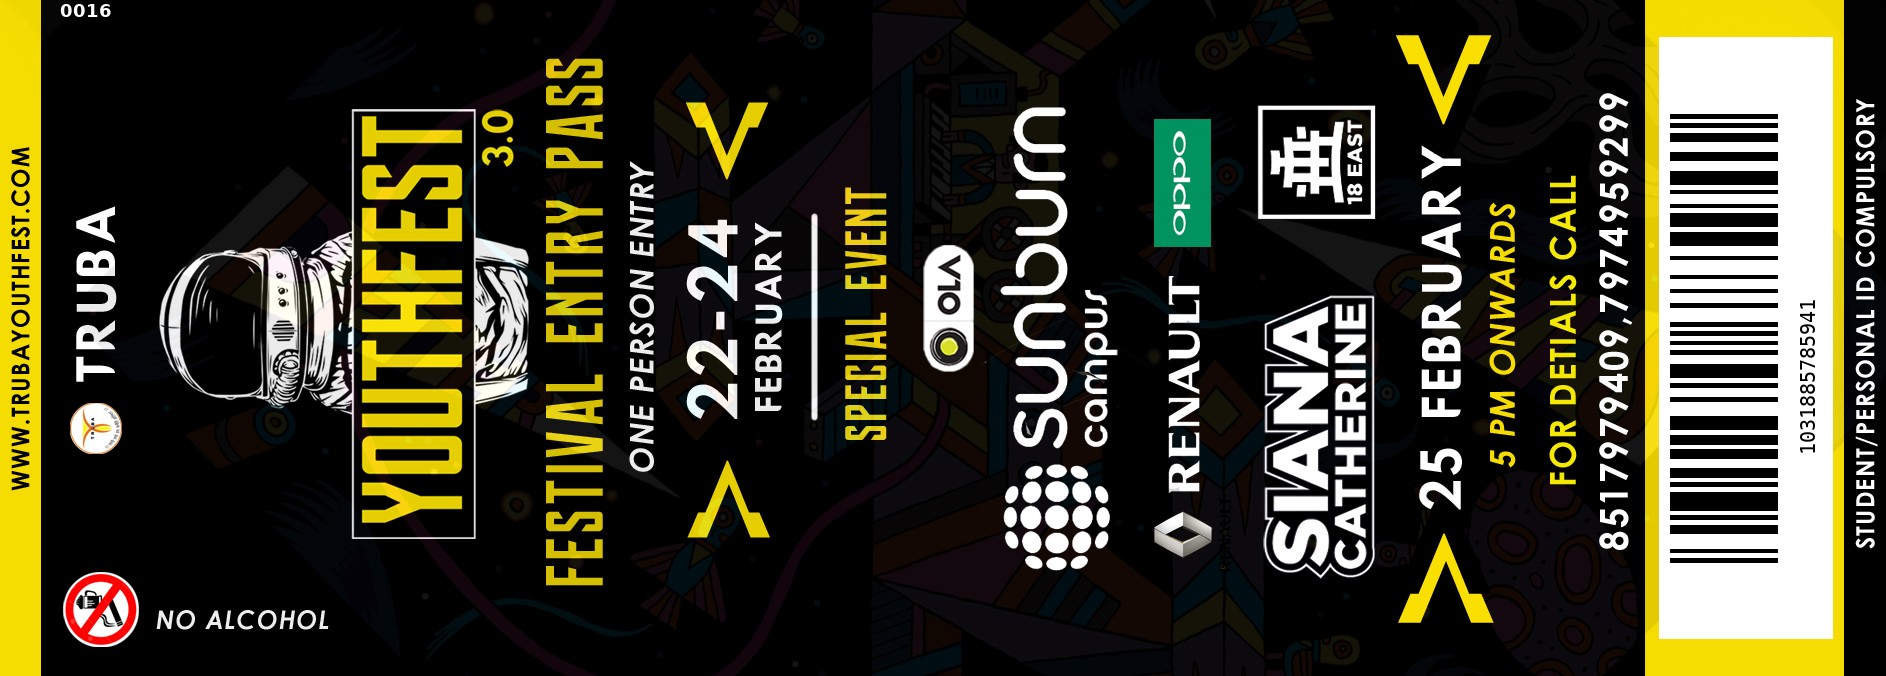 0016
WWW.TRUBAYOUTHFEST.COM
TRUBA
NO ALCOHOL
YOUTHFEST
3.0
FESTIVAL ENTRY PASS
ONE PERSON ENTRY
22-24
FEBRUARY
SPECIAL EVENT
OLA
sunburn
campus
RENAULT
oppo
SIANA
CATHERINE
18 EAST
25 FEBRUARY
5 PM ONWARDS
FOR DETIALS CALL
8517979409,7974959299
1031885785941
STUDENT/PERSONAL ID COMPULSORY